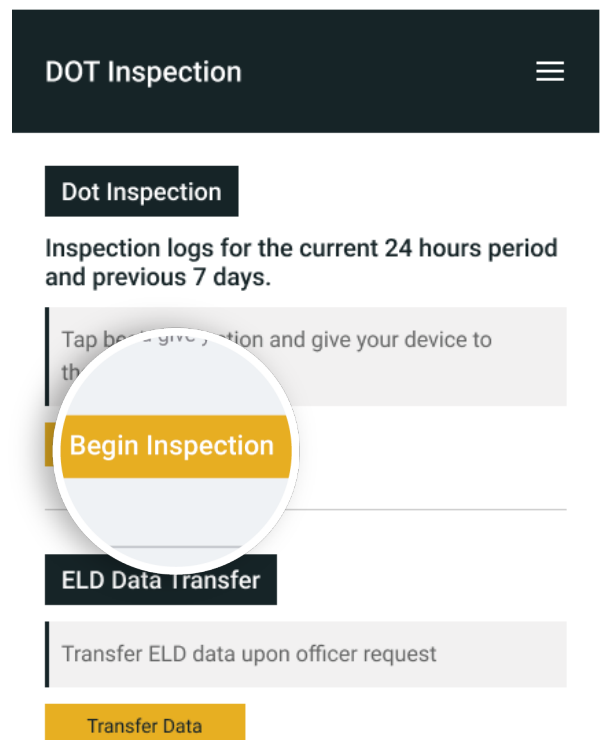 DOT Inspection
Dot Inspection
Inspection logs for the current 24 hours period
and previous 7 days.
Tap and give your device to
Begin Inspection
ELD Data Transfer
Transfer ELD data upon officer request
Transfer Data